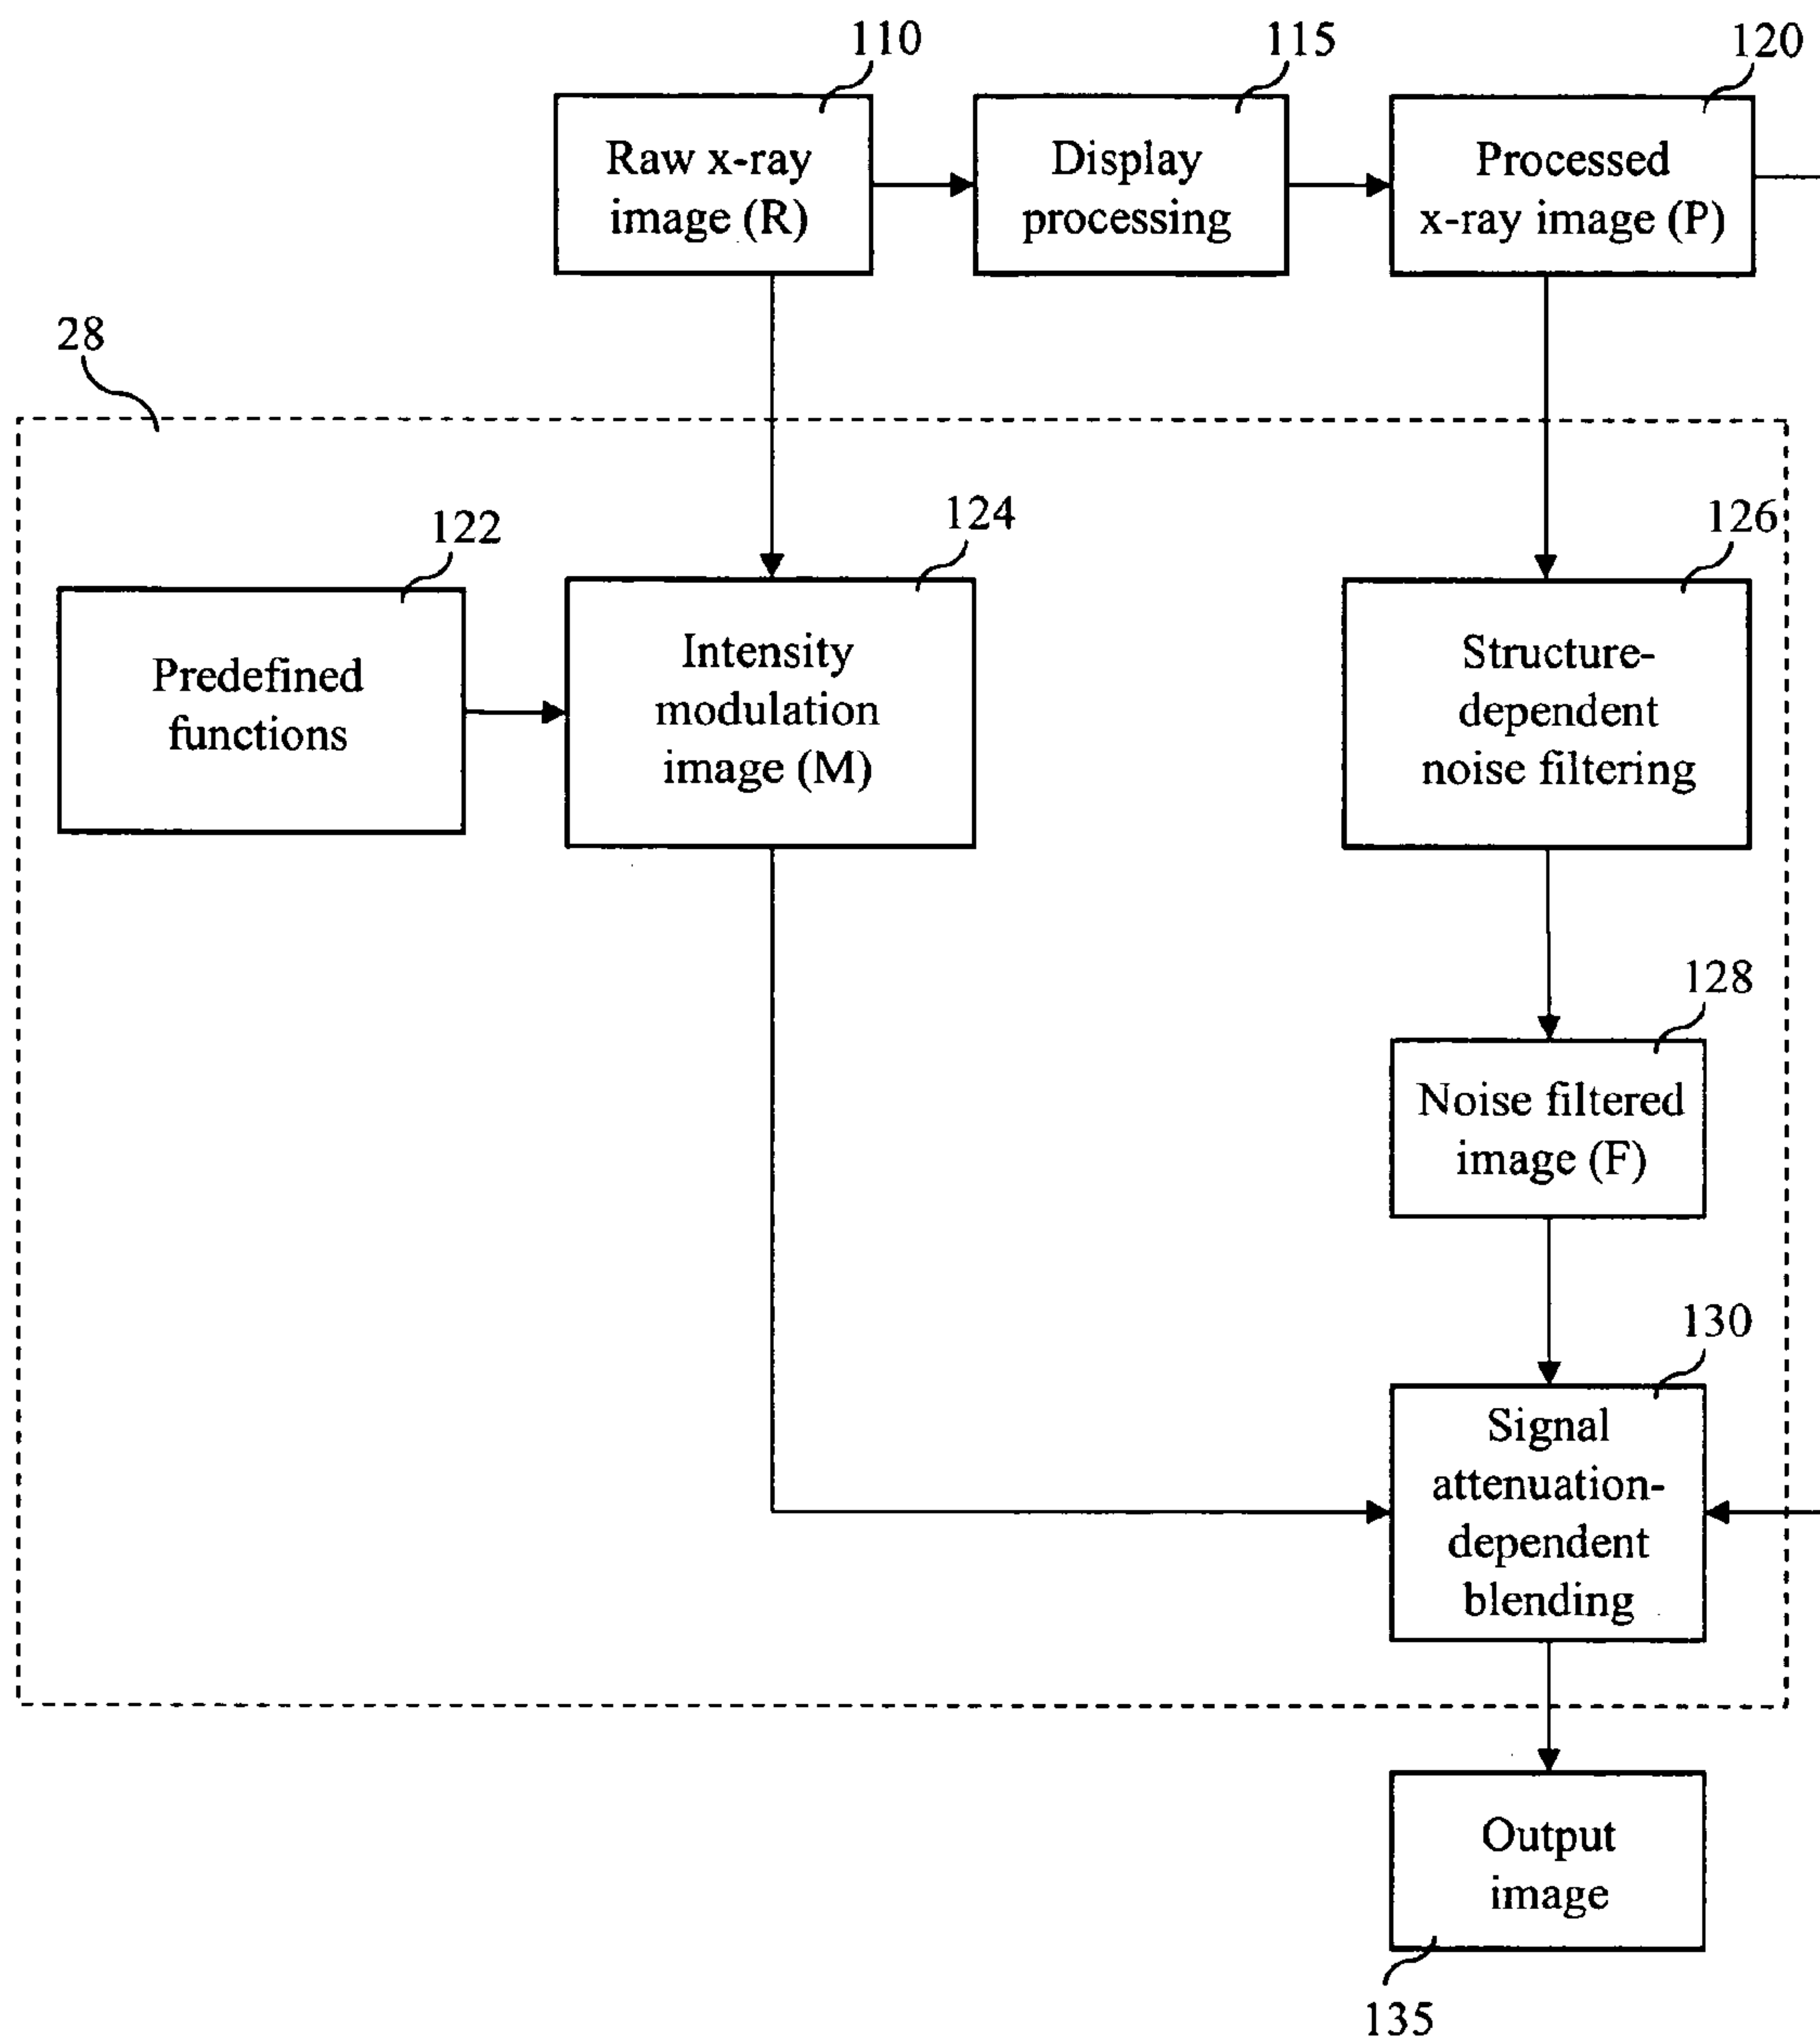 110
115
120
Raw x-ray
image (R)
Display
processing
Processed
x-ray image (P)
28
122
124
126
Predefined
functions
Intensity
modulation
image (M)
Structure-
dependent
noise filtering
128
Noise filtered
image (F)
130
Signal
attenuation-
dependent
blending
Output
image
135